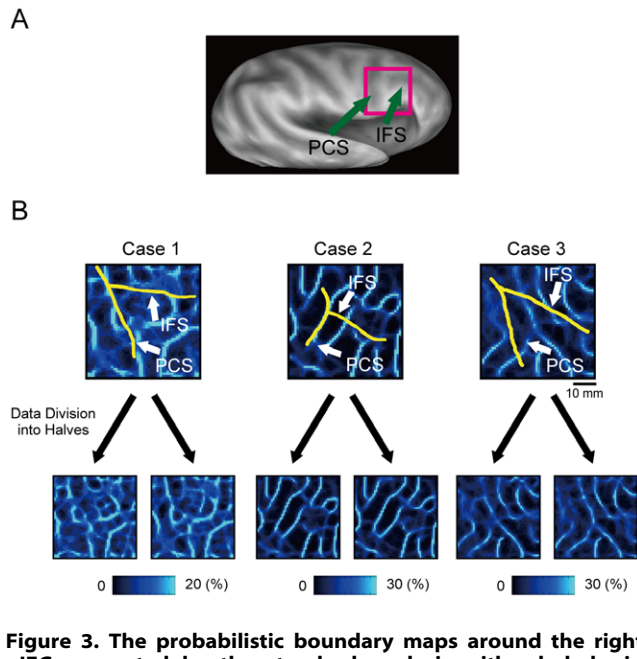 A
PCS
IFS
B
Case 1
Case 2
Case 3
IFS
PCS
IFS
PCS
IFS
PCS
10 mm
Data Division
into Halves
0 20 (%)
0 30 (%)
0 30 (%)
Figure 3. The probabilistic boundary maps around the right